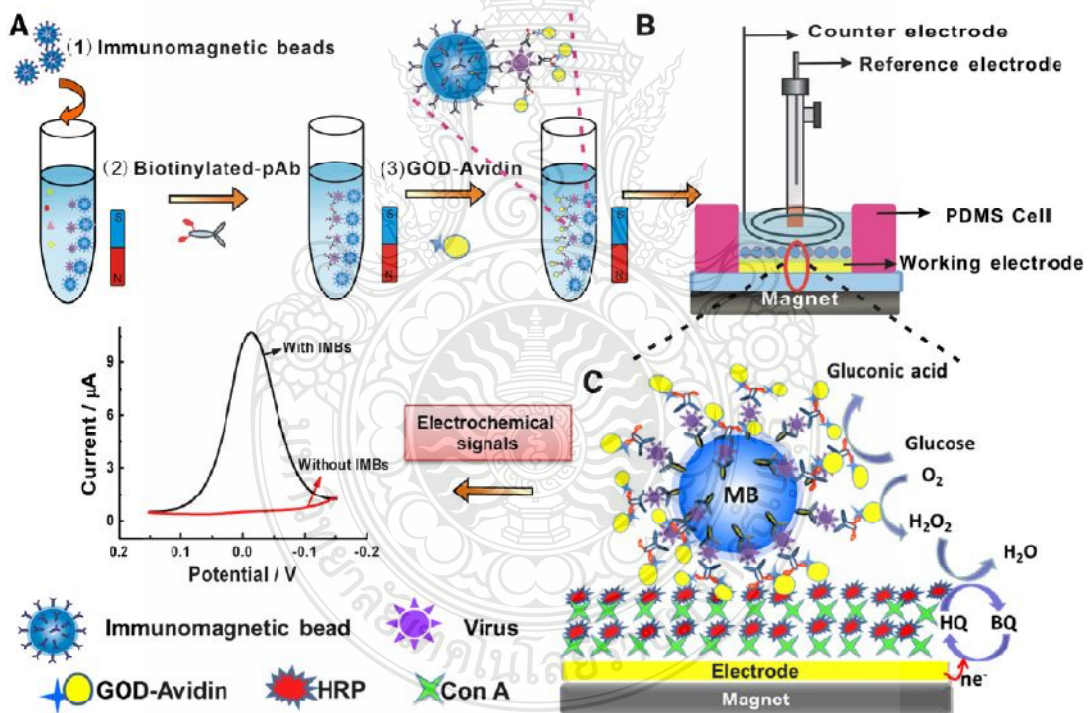 A
(1) Immunomagnetic beads
(2) Biotinylated-pAb
(3) GOD-Avidin
S
N
S
N
S
N
B
Counter electrode
Reference electrode
PDMS Cell
Working electrode
Magnet
9
6
3
0
Current / μA
0.2
0.1
0.0
-0.1
-0.2
Potential / V
With IMBs
Without IMBs
Electrochemical
signals
C
Gluconic acid
Glucose
O₂
H₂O₂
H₂O
MB
HQ
BQ
ne⁻
Electrode
Magnet
Immunomagnetic bead
Virus
GOD-Avidin
HRP
Con A